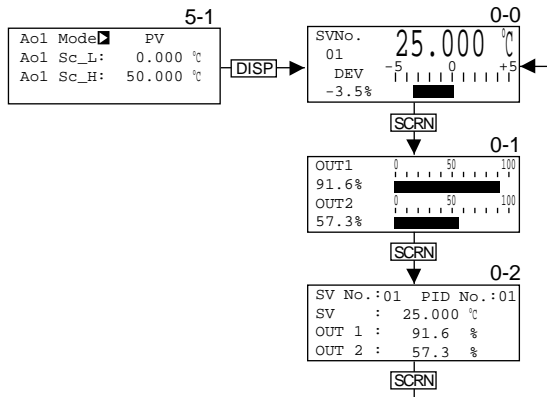 5-1
Ao1 Mode▶ PV
Ao1 Sc_L: 0.000 ℃
Ao1 Sc_H: 50.000 ℃
DISP
0-0
SVNo. 25.000 ℃
01
DEV -5 0 +5
-3.5%
SCRN
0-1
OUT1 0 50 100
91.6%
OUT2 0 50 100
57.3%
SCRN
0-2
SV No.:01 PID No.:01
SV : 25.000 ℃
OUT 1 : 91.6 %
OUT 2 : 57.3 %
SCRN